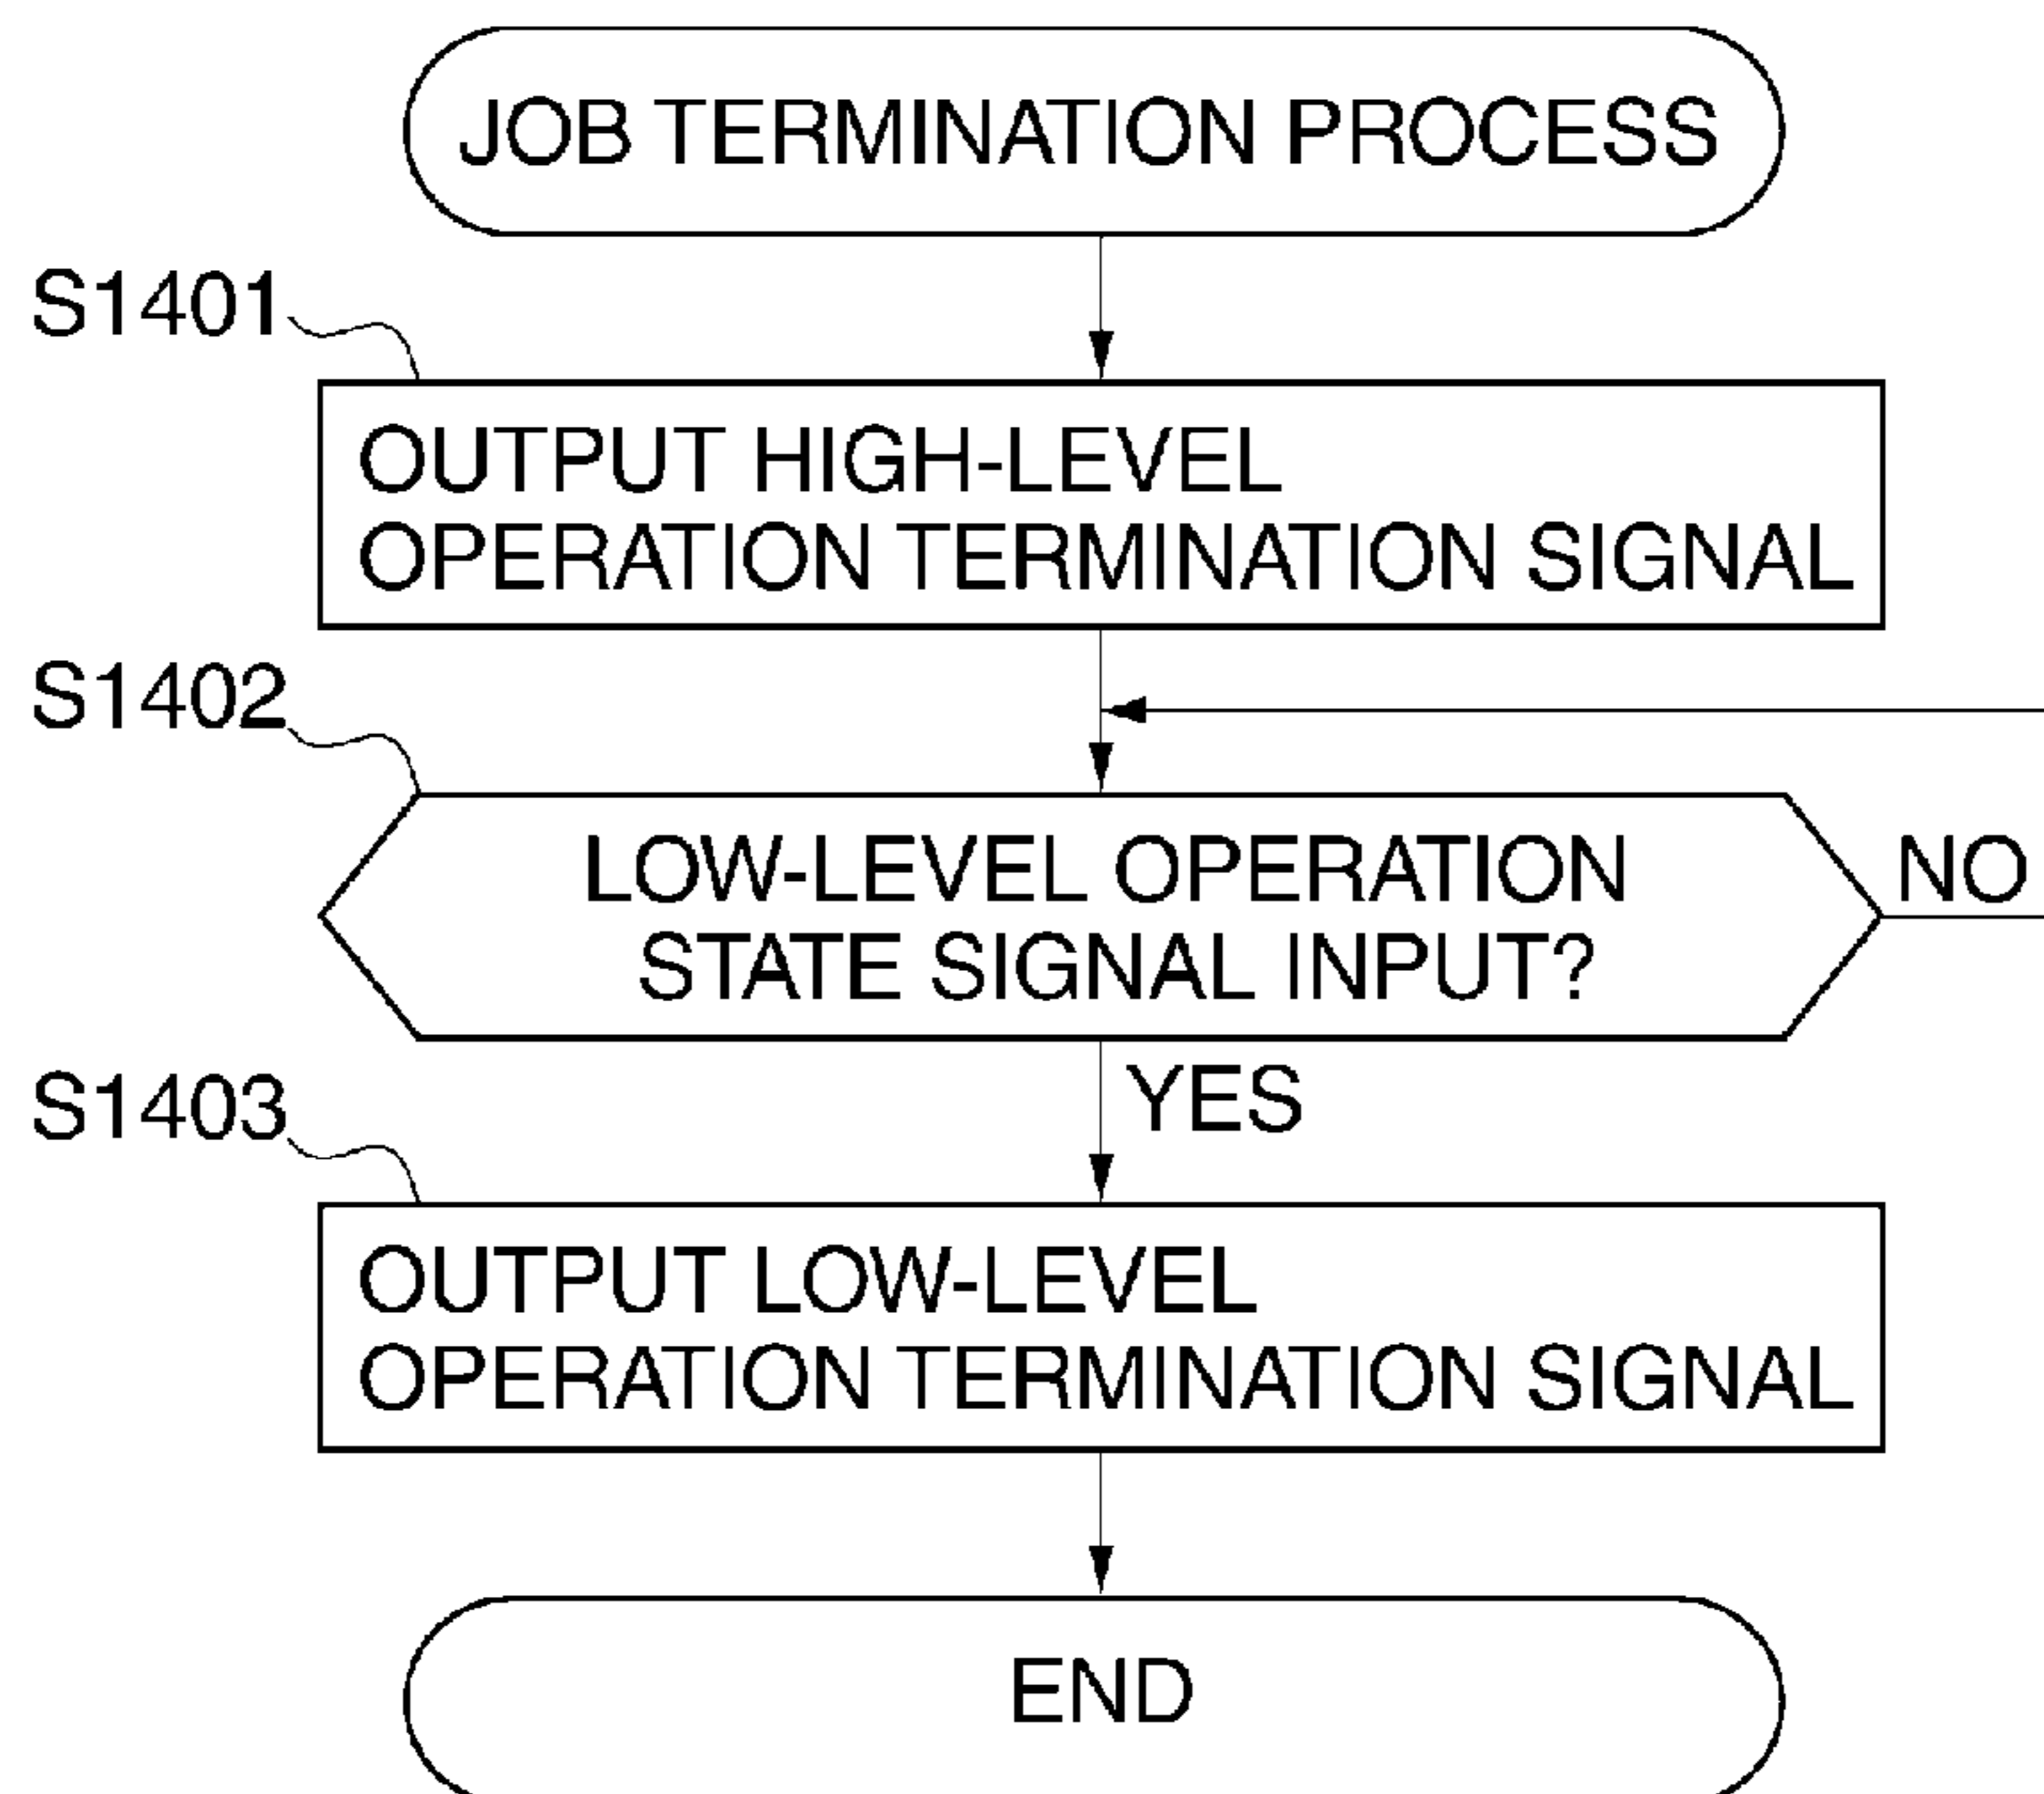 JOB TERMINATION PROCESS
S1401
OUTPUT HIGH-LEVEL
OPERATION TERMINATION SIGNAL
S1402
LOW-LEVEL OPERATION
STATE SIGNAL INPUT?
NO
YES
S1403
OUTPUT LOW-LEVEL
OPERATION TERMINATION SIGNAL
END